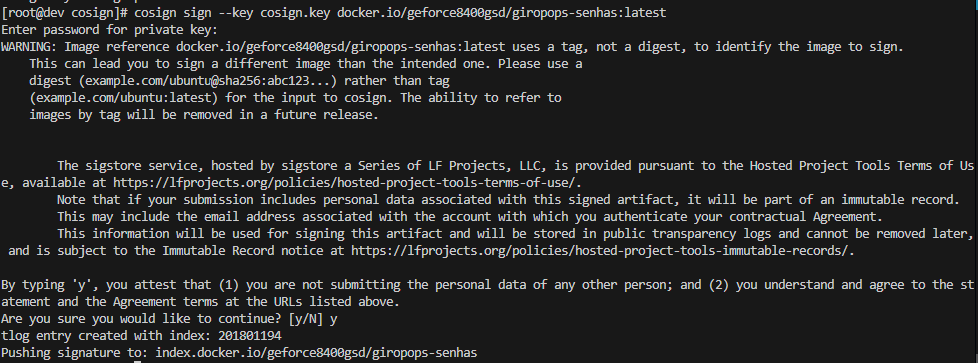 [root@dev cosign]# cosign sign --key cosign.key docker.io/geforce8400gsd/giropops-senhas:latest
Enter password for private key:
WARNING: Image reference docker.io/geforce8400gsd/giropops-senhas:latest uses a tag, not a digest, to identify the image to sign.
    This can lead you to sign a different image than the intended one. Please use a
    digest (example.com/ubuntu@sha256:abc123...) rather than tag
    (example.com/ubuntu:latest) for the input to cosign. The ability to refer to
    images by tag will be removed in a future release.
        The sigstore service, hosted by sigstore a Series of LF Projects, LLC, is provided pursuant to the Hosted Project Tools Terms of Us
e, available at https://lfprojects.org/policies/hosted-project-tools-terms-of-use/.
        Note that if your submission includes personal data associated with this signed artifact, it will be part of an immutable record.
        This may include the email address associated with the account with which you authenticate your contractual Agreement.
        This information will be used for signing this artifact and will be stored in public transparency logs and cannot be removed later,
 and is subject to the Immutable Record notice at https://lfprojects.org/policies/hosted-project-tools-immutable-records/.
By typing 'y', you attest that (1) you are not submitting the personal data of any other person; and (2) you understand and agree to the st
atement and the Agreement terms at the URLs listed above.
Are you sure you would like to continue? [y/N] y
tlog entry created with index: 201801194
Pushing signature to: index.docker.io/geforce8400gsd/giropops-senhas